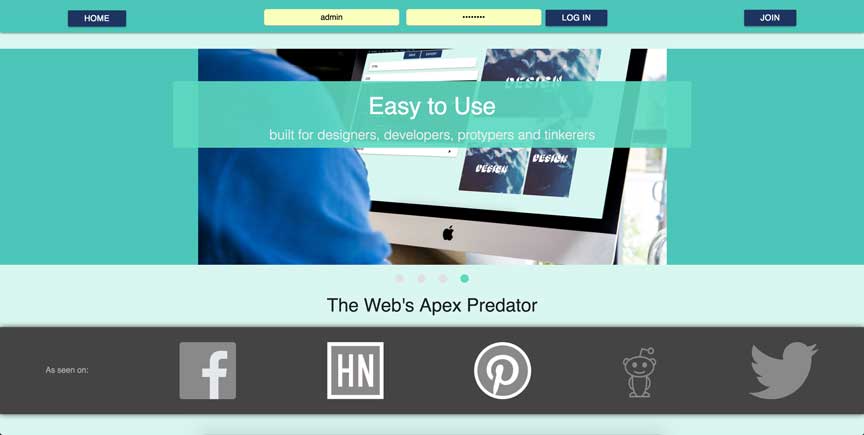 HOME
admin
••••••••
LOG IN
JOIN
DESIGN
Easy to Use
built for designers, developers, protypers and tinkerers
DESIGN
DESIGN
The Web's Apex Predator
As seen on:
f
HN